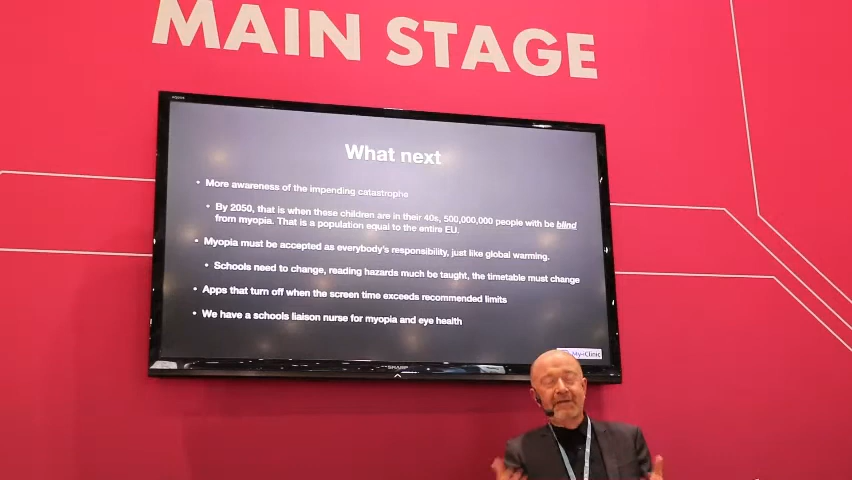 MAIN STAGE
What next
• More awareness of the impending catastrophe
• By 2050, that is when these children are in their 40s, 500,000,000 people with be blind
from myopia. That is a population equal to the entire EU.
• Myopia must be accepted as everybody's responsibility, just like global warming.
• Schools need to change, reading hazards much be taught, the timetable must change
• Apps that turn off when the screen time exceeds recommended limits
• We have a schools liaison nurse for myopia and eye health
My-Clinic
SHARP